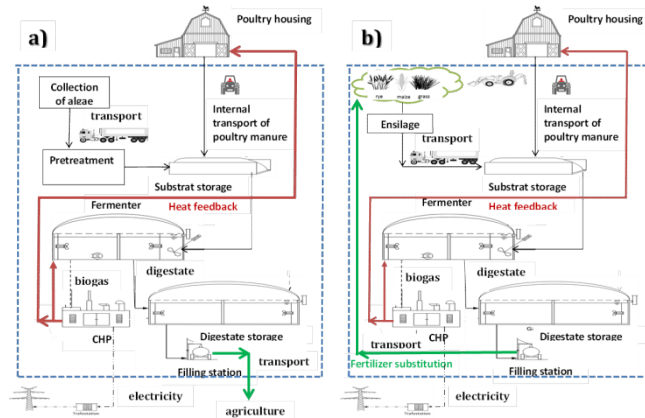 a)
Poultry housing
Collection
of algae
transport
Internal
transport of
poultry manure
Pretreatment
Substrat storage
Fermenter
Heat feedback
biogas
digestate
CHP
Digestate storage
transport
Filling station
electricity
agriculture
b)
Poultry housing
rye
maize
grass
Ensilage
transport
Internal
transport of
poultry manure
Substrat storage
Fermenter
Heat feedback
biogas
digestate
CHP
Digestate storage
transport
Fertilizer substitution
Filling station
electricity